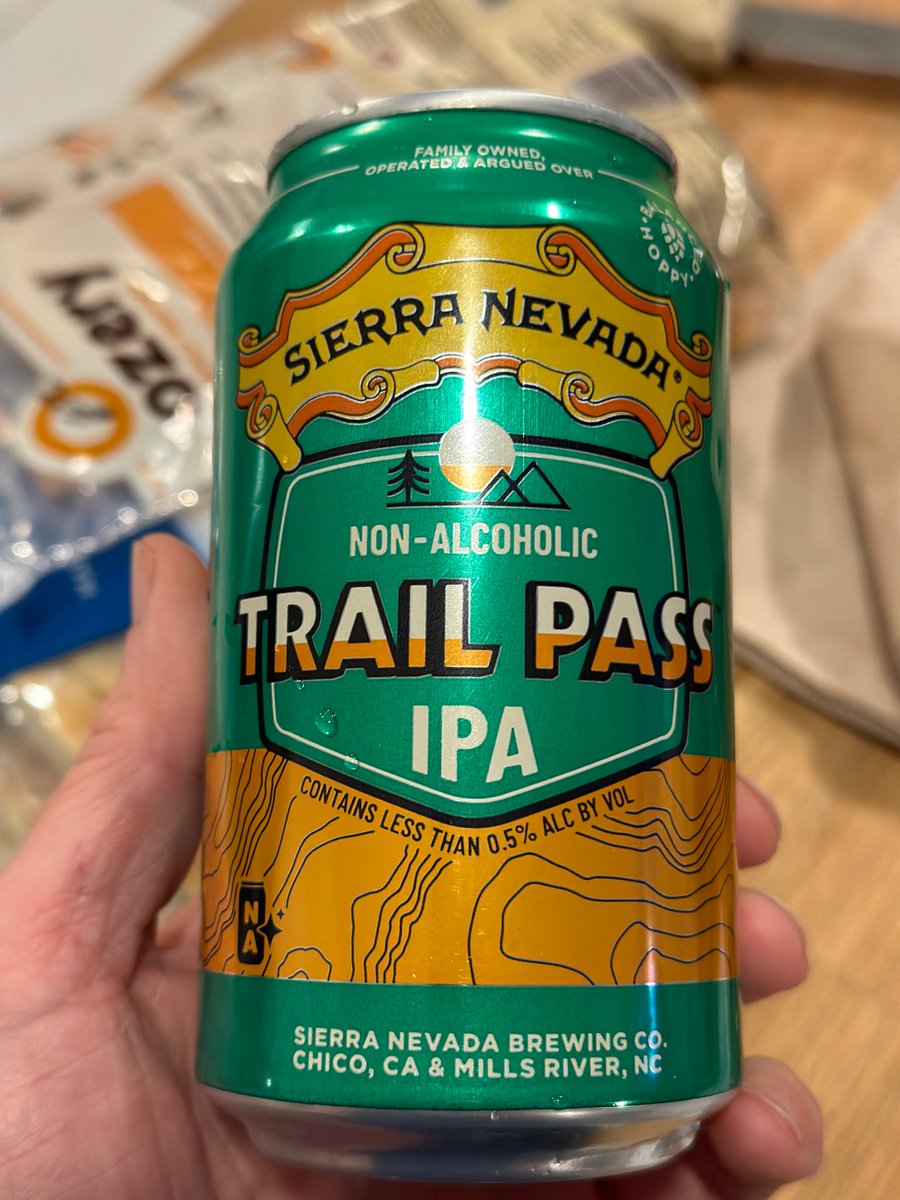 FAMILY OWNED,
OPERATED & ARGUED OVER
SIERRA NEVADA®
NON-ALCOHOLIC
TRAIL PASS
IPA
CONTAINS LESS THAN 0.5% ALC BY VOL
NA
SIERRA NEVADA BREWING CO.
CHICO, CA & MILLS RIVER, NC
ozery